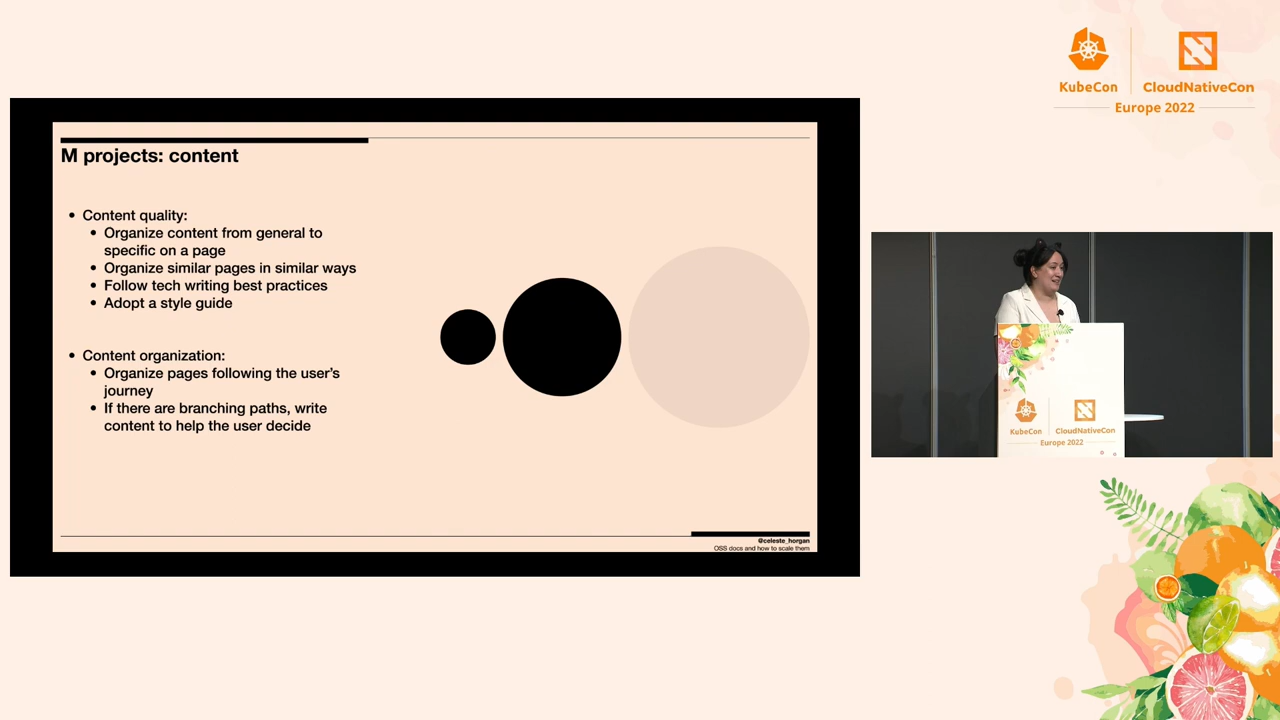 KubeCon
CloudNativeCon
Europe 2022
M projects: content
• Content quality:
• Organize content from general to
specific on a page
• Organize similar pages in similar ways
• Follow tech writing best practices
• Adopt a style guide
• Content organization:
• Organize pages following the user's
journey
• If there are branching paths, write
content to help the user decide
@celeste_horgan
OSS docs and how to scale them
KubeCon
CloudNativeCon
Europe 2022